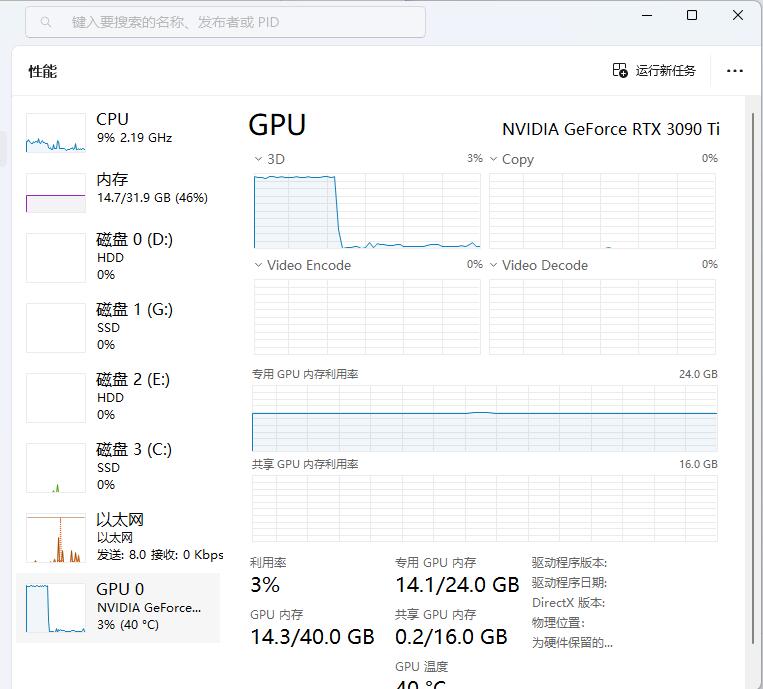 键入要搜索的名称、发布者或 PID
性能
运行新任务
CPU
9% 2.19 GHz
内存
14.7/31.9 GB (46%)
磁盘 0 (D:)
HDD
0%
磁盘 1 (G:)
SSD
0%
磁盘 2 (E:)
HDD
0%
磁盘 3 (C:)
SSD
0%
以太网
以太网
发送: 8.0 接收: 0 Kbps
GPU 0
NVIDIA GeForce...
3% (40 °C)
GPU
NVIDIA GeForce RTX 3090 Ti
3D 3%
Copy 0%
Video Encode 0%
Video Decode 0%
专用 GPU 内存利用率 24.0 GB
共享 GPU 内存利用率 16.0 GB
利用率
3%
专用 GPU 内存
14.1/24.0 GB
驱动程序版本:
驱动程序日期:
DirectX 版本:
物理位置:
为硬件保留的...
GPU 内存
14.3/40.0 GB
共享 GPU 内存
0.2/16.0 GB
GPU 温度
40 °C